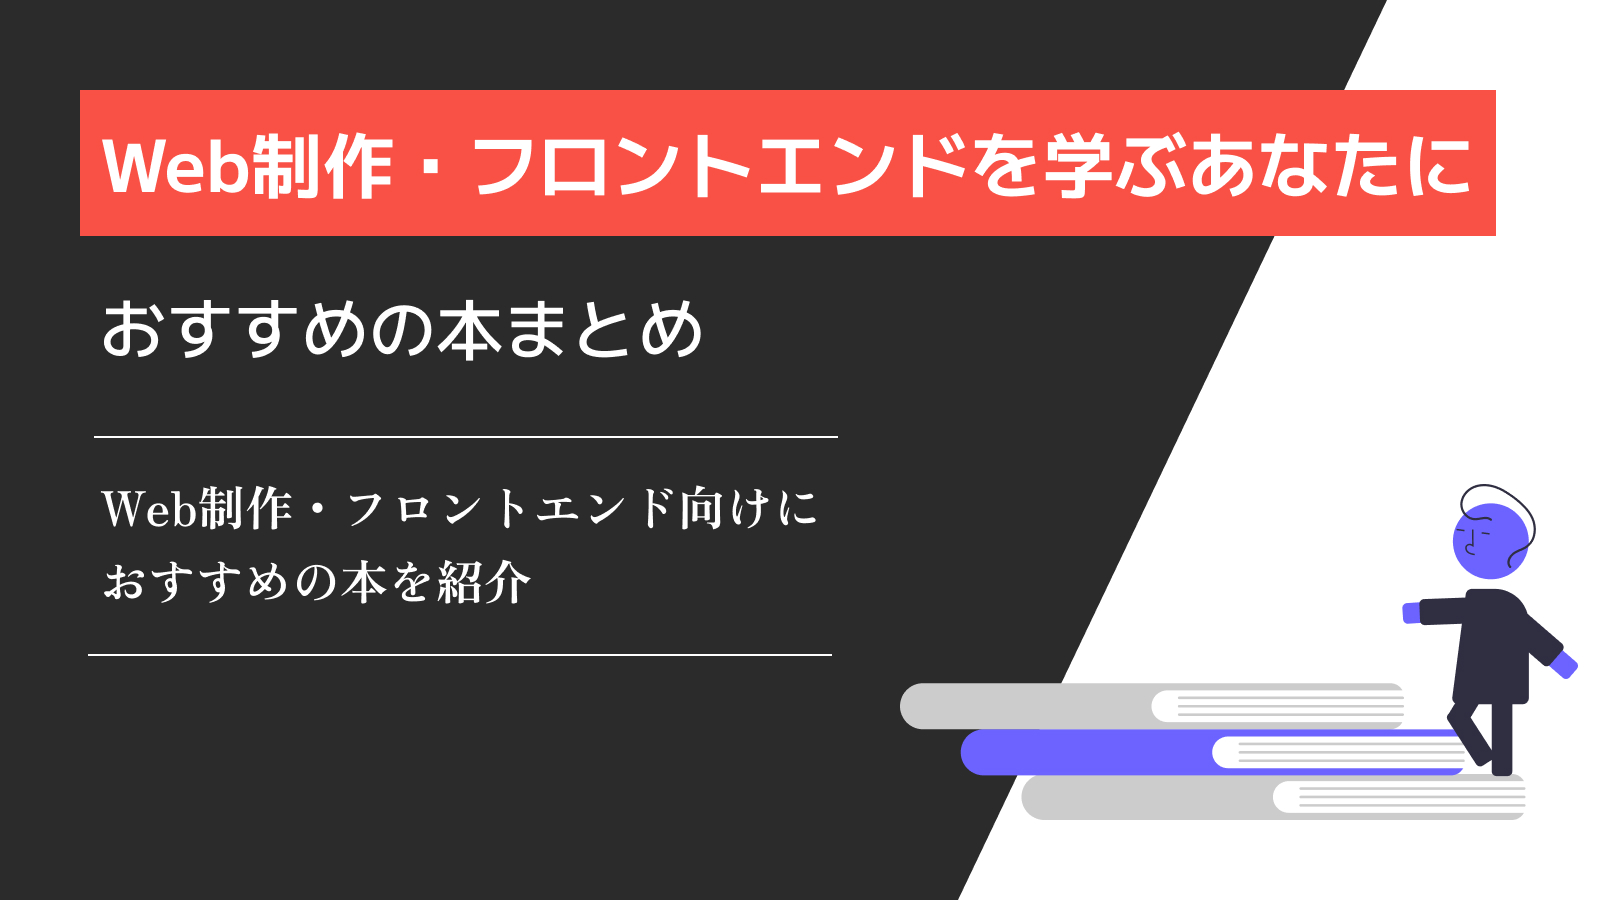 Web制作・フロントエンドを学ぶあなたに
おすすめの本まとめ
Web制作・フロントエンド向けに
おすすめの本を紹介